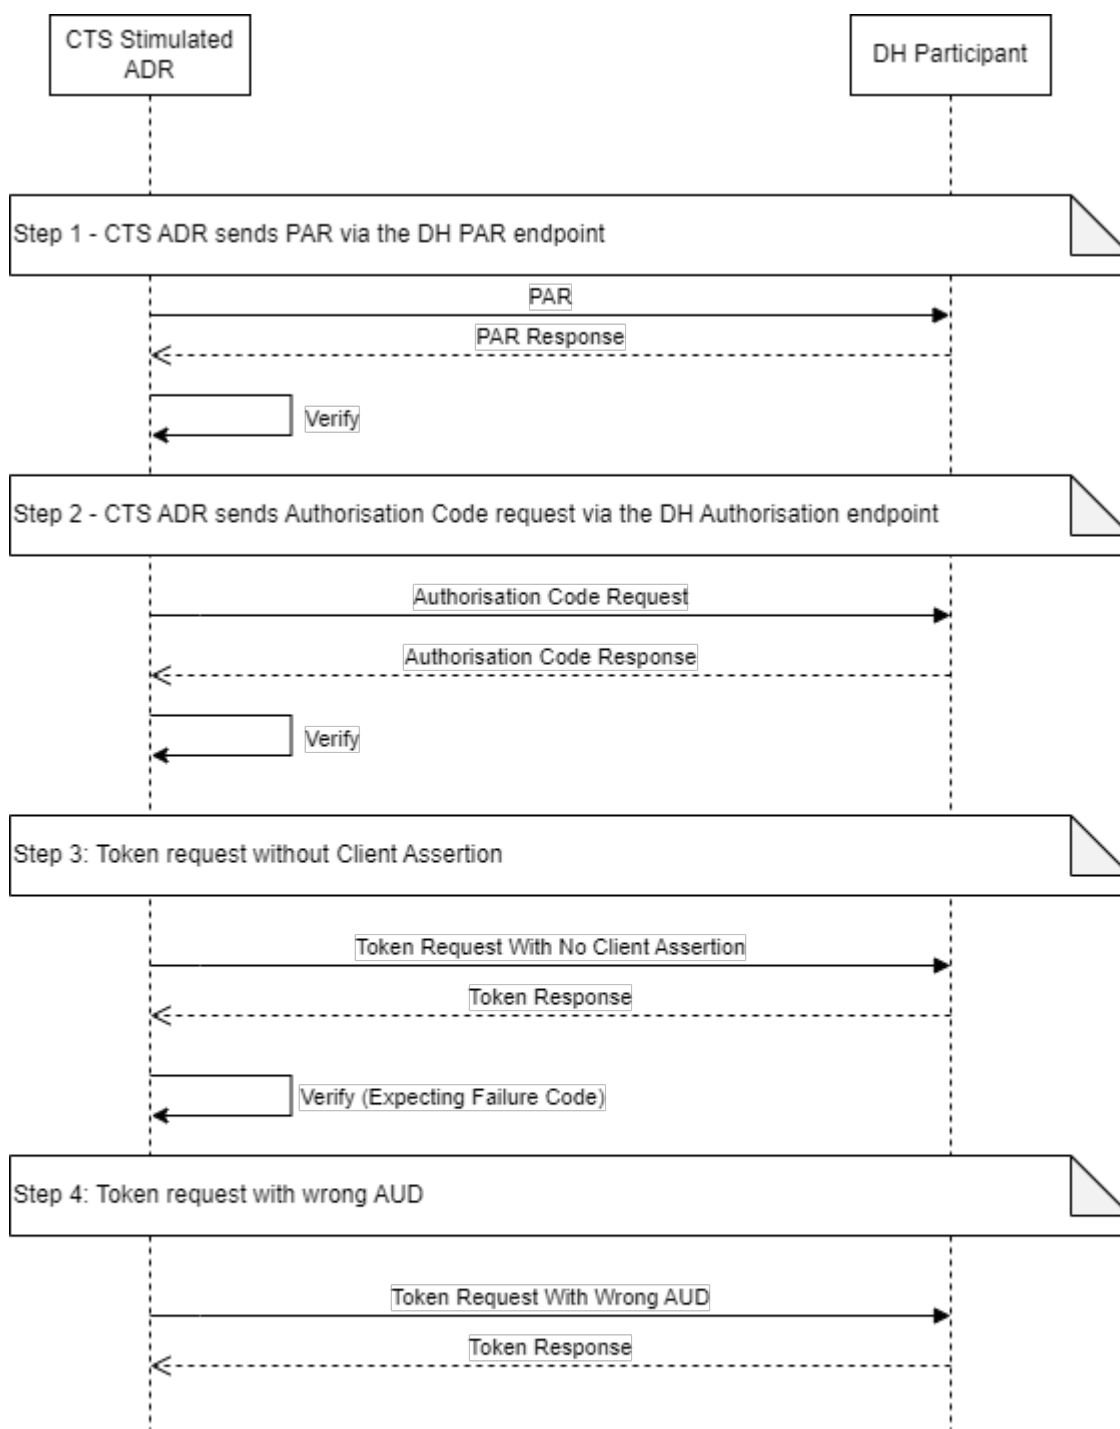 CTS Stimulated
ADR
DH Participant
Step 1 - CTS ADR sends PAR via the DH PAR endpoint
PAR
PAR Response
Verify
Step 2 - CTS ADR sends Authorisation Code request via the DH Authorisation endpoint
Authorisation Code Request
Authorisation Code Response
Verify
Step 3: Token request without Client Assertion
Token Request With No Client Assertion
Token Response
Verify (Expecting Failure Code)
Step 4: Token request with wrong AUD
Token Request With Wrong AUD
Token Response